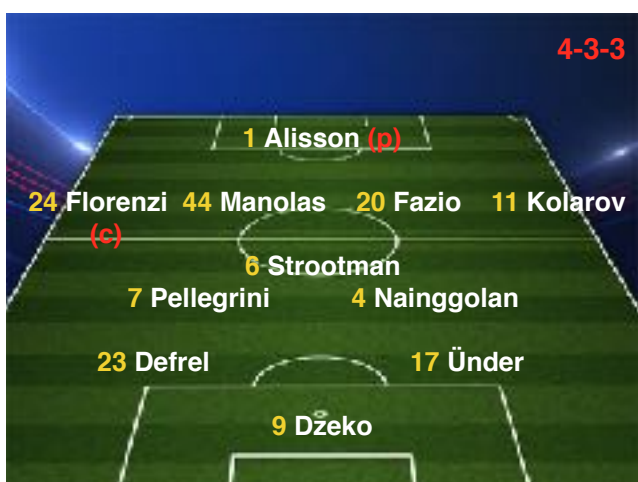 4-3-3
1 Alisson (p)
24 Florenzi 44 Manolas 20 Fazio 11 Kolarov
(c)
6 Strootman
7 Pellegrini 4 Nainggolan
23 Defrel 17 Ünder
9 Dzeko